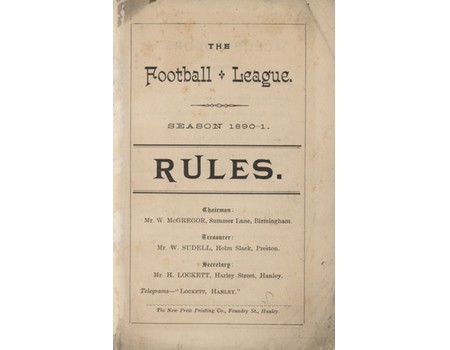 THE
Football ✤ League.
SEASON 1890-1.
RULES.
Chairman:
Mr. W. McGREGOR, Summer Lane, Birmingham.
Treasurer:
Mr. W. SUDELL, Holm Slack, Preston.
Secretary:
Mr. H. LOCKETT, Harley Street, Hanley.
Telegrams—"LOCKETT, HANLEY."
The New Press Printing Co., Foundry St., Hanley.